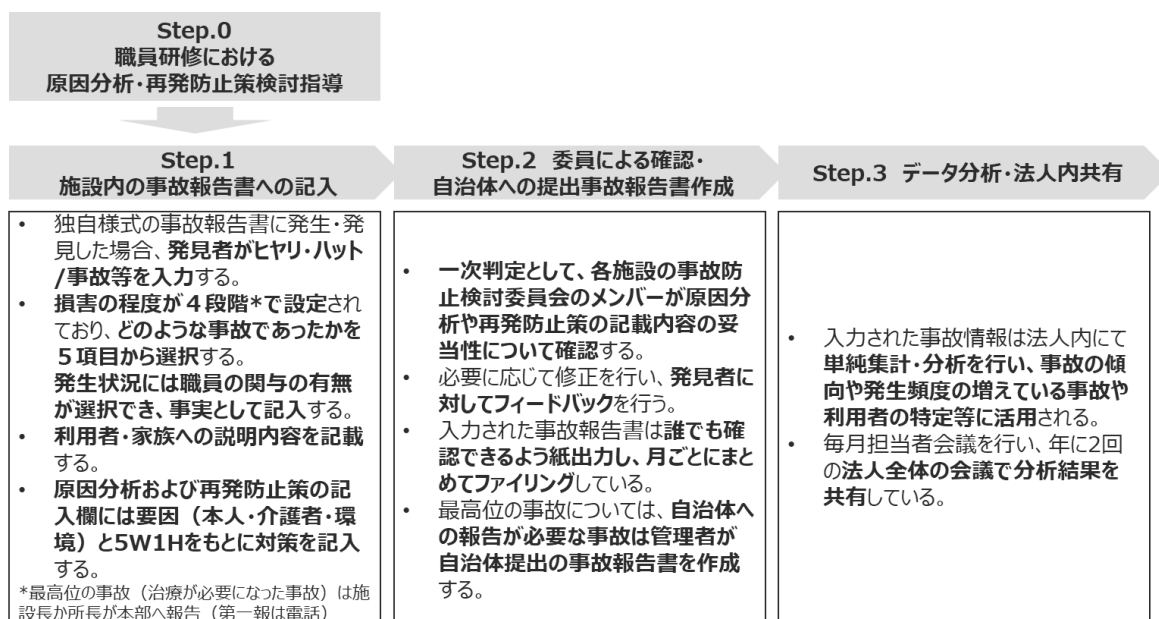 Step.0
職員研修における
原因分析・再発防止策検討指導
Step.1
施設内の事故報告書への記入
Step.2 委員による確認・
自治体への提出事故報告書作成
Step.3 データ分析・法人内共有
• 独自様式の事故報告書に発生・発
見した場合、発見者がヒヤリ・ハット
/事故等を入力する。
• 損害の程度が４段階*で設定され
ており、どのような事故であったかを
５項目から選択する。
発生状況には職員の関与の有無
が選択でき、事実として記入する。
• 利用者・家族への説明内容を記載
する。
• 原因分析および再発防止策の記
入欄には要因（本人・介護者・環
境）と5W1Hをもとに対策を記入
する。
*最高位の事故（治療が必要になった事故）は施
設長か所長が本部へ報告（第一報は電話）
• 一次判定として、各施設の事故防
止検討委員会のメンバーが原因分
析や再発防止策の記載内容の妥
当性について確認する。
• 必要に応じて修正を行い、発見者に
対してフィードバックを行う。
• 入力された事故報告書は誰でも確
認できるよう紙出力し、月ごとにまと
めてファイリングしている。
• 最高位の事故については、自治体へ
の報告が必要な事故は管理者が
自治体提出の事故報告書を作成
する。
• 入力された事故情報は法人内にて
単純集計・分析を行い、事故の傾
向や発生頻度の増えている事故や
利用者の特定等に活用される。
• 毎月担当者会議を行い、年に2回
の法人全体の会議で分析結果を
共有している。